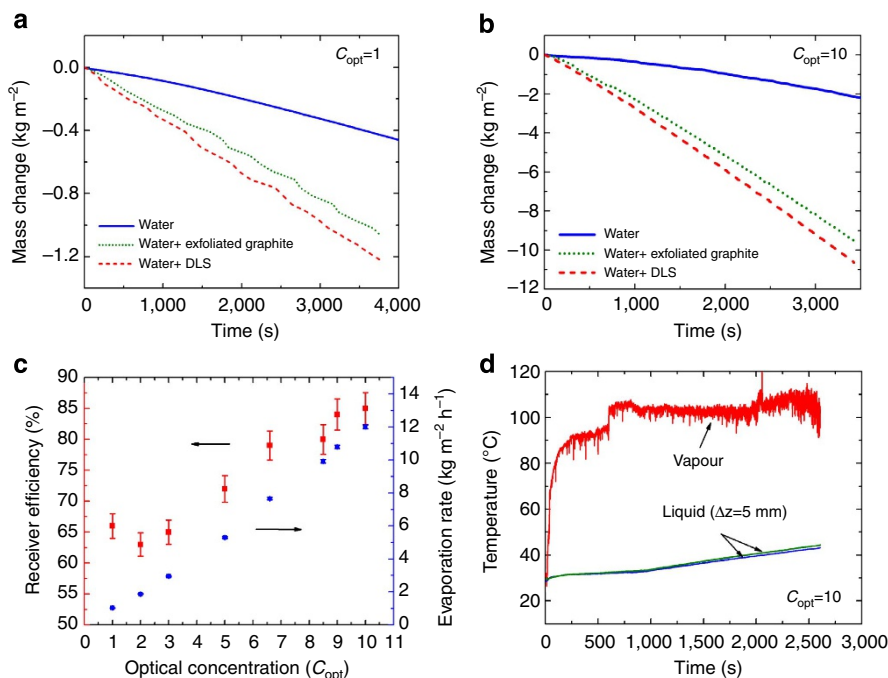 a
C_opt=1
0.0
−0.4
−0.8
−1.2
Mass change (kg m⁻²)
Water
Water+ exfoliated graphite
Water+ DLS
0 1,000 2,000 3,000 4,000
Time (s)
b
C_opt=10
0
−2
−4
−6
−8
−10
−12
Mass change (kg m⁻²)
Water
Water+ exfoliated graphite
Water+ DLS
0 1,000 2,000 3,000
Time (s)
c
90
85
80
75
70
65
60
55
50
Receiver efficiency (%)
14
12
10
8
6
4
2
0
Evaporation rate (kg m⁻² h⁻¹)
0 1 2 3 4 5 6 7 8 9 10 11
Optical concentration (C_opt)
d
120
100
80
60
40
20
0
Temperature (°C)
Vapour
Liquid (Δz=5 mm)
C_opt=10
0 500 1,000 1,500 2,000 2,500 3,000
Time (s)